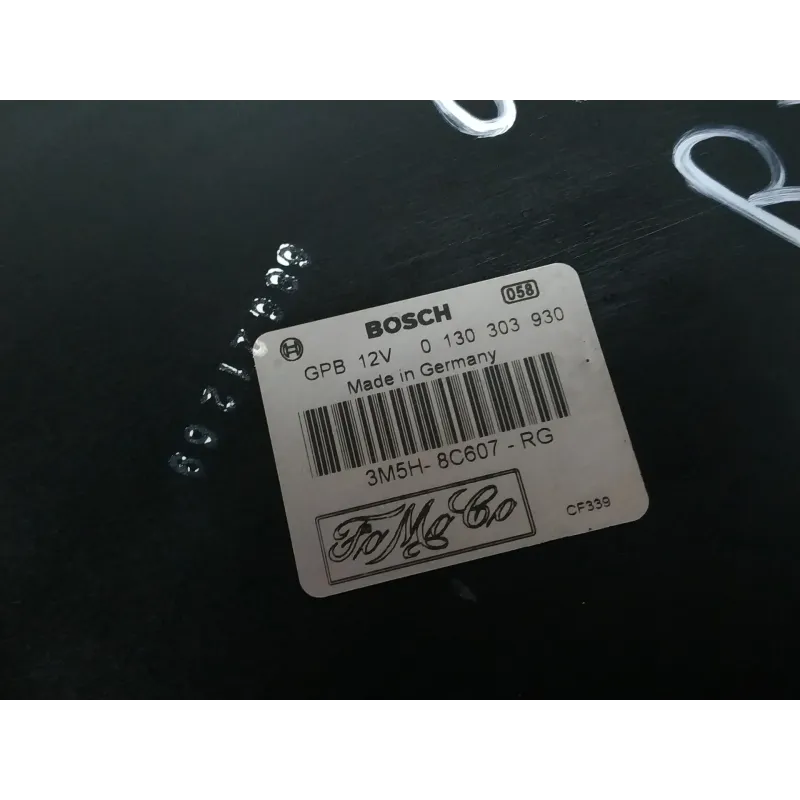 BOSCH
058
GPB 12V 0 130 303 930
Made in Germany
3M5H-8C607-RG
FoMoCo
CF339